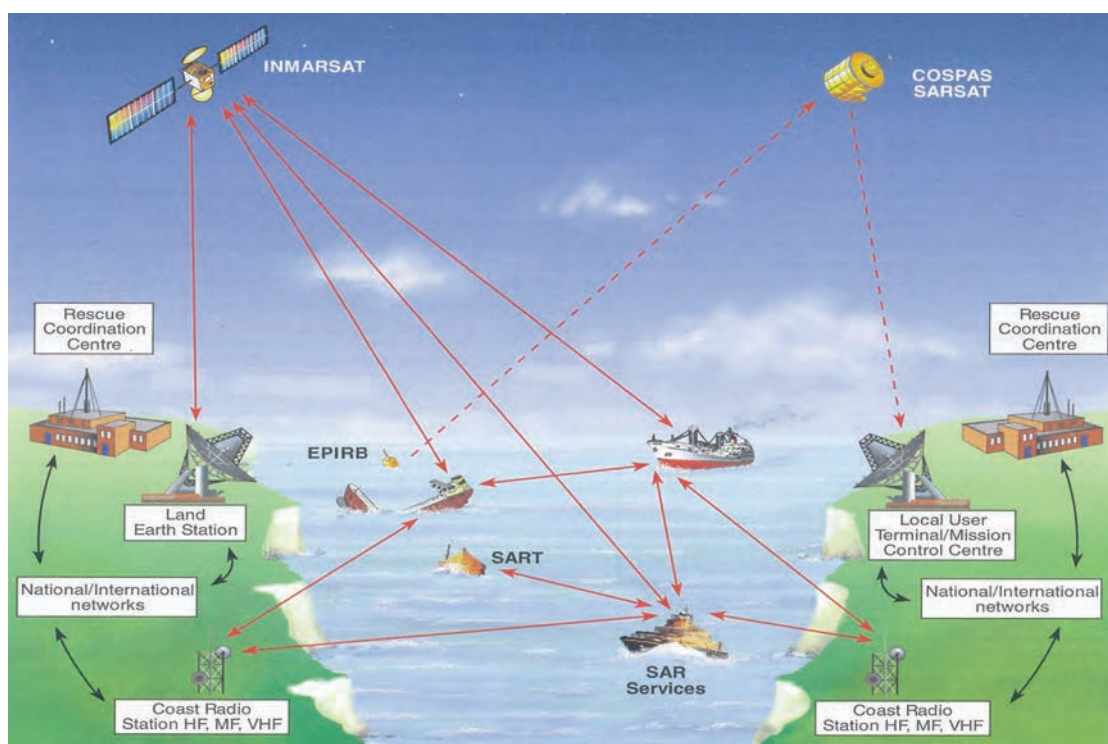 INMARSAT
COSPAS
SARSAT
Rescue
Coordination
Centre
Rescue
Coordination
Centre
EPIRB
Land
Earth Station
Local User
Terminal/Mission
Control Centre
SART
National/International
networks
National/International
networks
SAR
Services
Coast Radio
Station HF, MF, VHF
Coast Radio
Station HF, MF, VHF